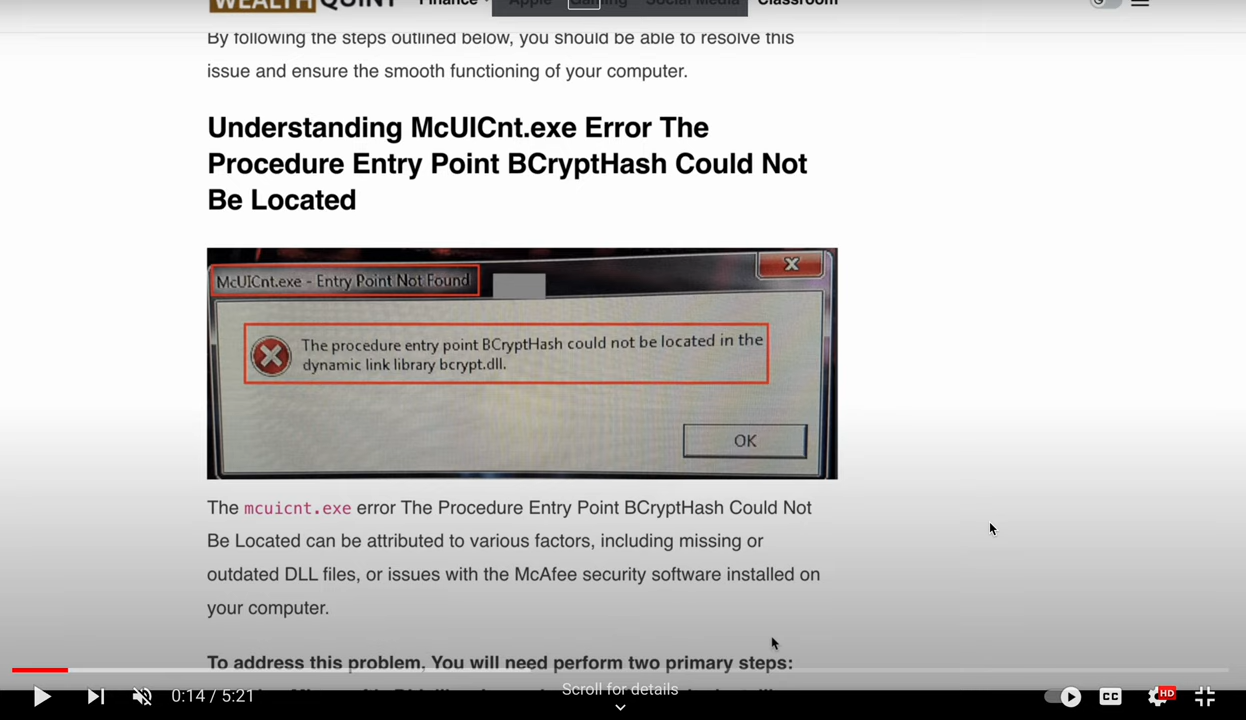 WEALTH QUINT Finance Apple Gaming Social Media Classroom
By following the steps outlined below, you should be able to resolve this
issue and ensure the smooth functioning of your computer.
Understanding McUICnt.exe Error The
Procedure Entry Point BCryptHash Could Not
Be Located
McUICnt.exe - Entry Point Not Found
The procedure entry point BCryptHash could not be located in the
dynamic link library bcrypt.dll.
OK
The mcuicnt.exe error The Procedure Entry Point BCryptHash Could Not
Be Located can be attributed to various factors, including missing or
outdated DLL files, or issues with the McAfee security software installed on
your computer.
To address this problem, You will need perform two primary steps:
Scroll for details
0:14 / 5:21
CC
HD